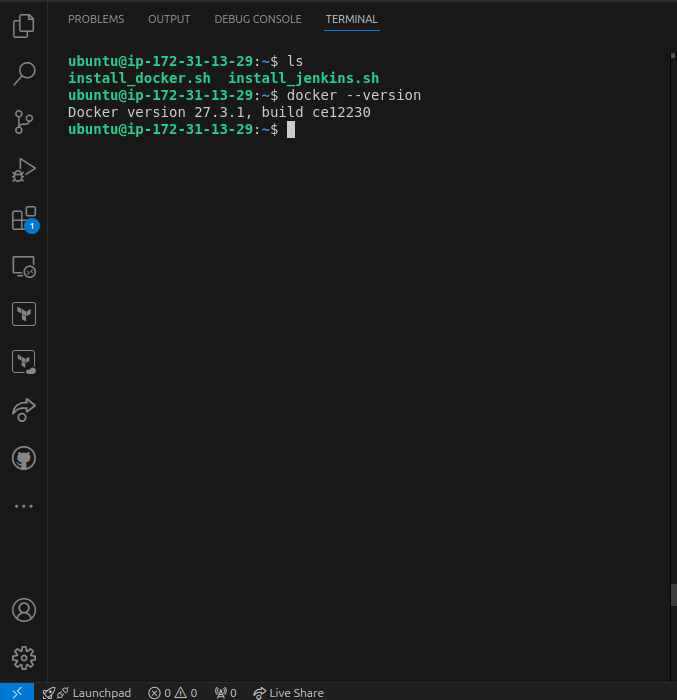 PROBLEMS OUTPUT DEBUG CONSOLE TERMINAL
ubuntu@ip-172-31-13-29:~$ ls
install_docker.sh  install_jenkins.sh
ubuntu@ip-172-31-13-29:~$ docker --version
Docker version 27.3.1, build ce12230
ubuntu@ip-172-31-13-29:~$
1
Launchpad 0 0 0 Live Share